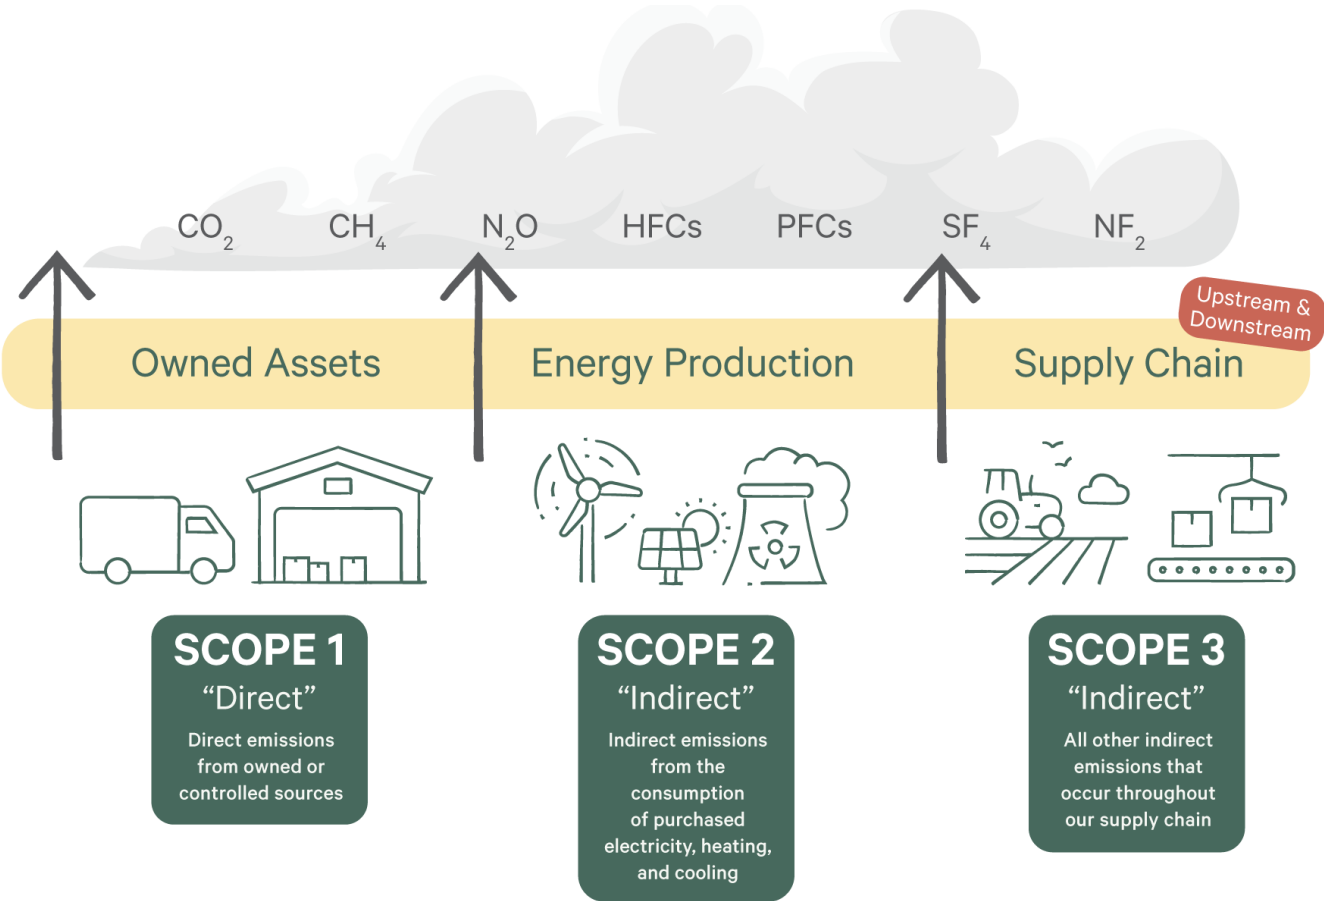 CO₂ CH₄ N₂O HFCs PFCs SF₄ NF₂
Upstream &
Downstream
Owned Assets
Energy Production
Supply Chain
SCOPE 1
“Direct”
Direct emissions
from owned or
controlled sources
SCOPE 2
“Indirect”
Indirect emissions
from the
consumption
of purchased
electricity, heating,
and cooling
SCOPE 3
“Indirect”
All other indirect
emissions that
occur throughout
our supply chain